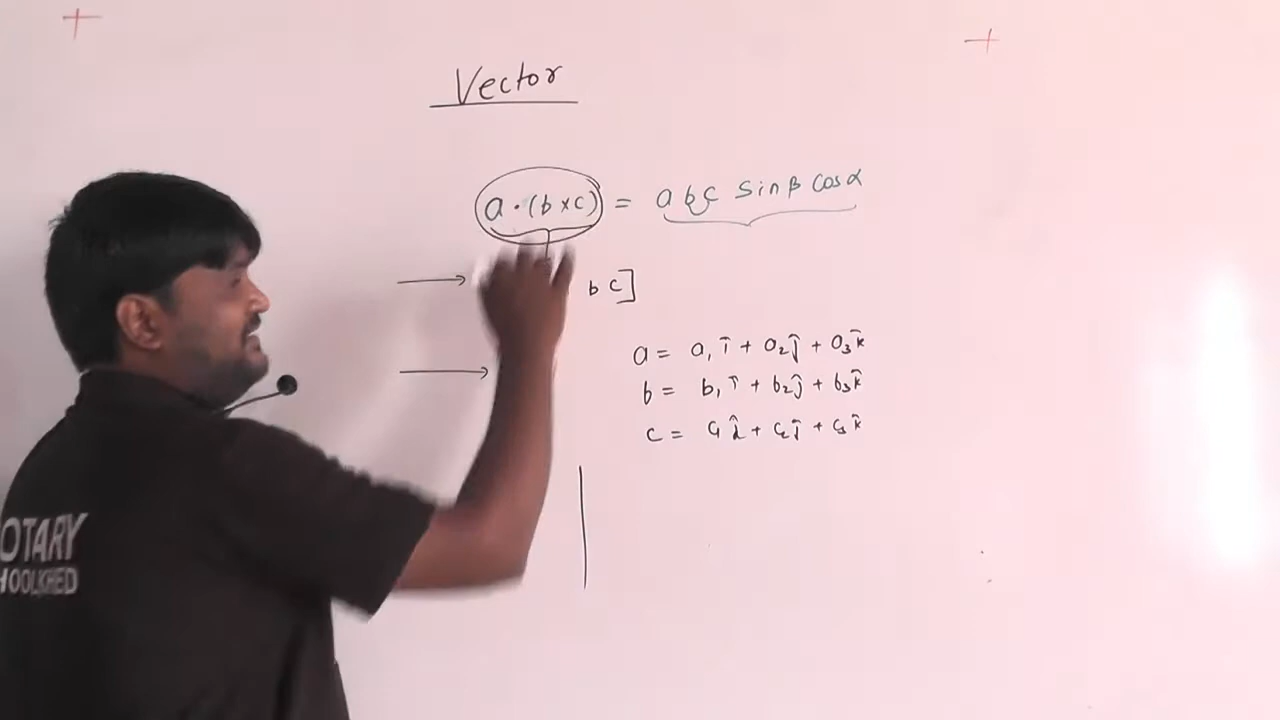 Vector
a · (b × c) = a b c Sin β Cos α
b c]
a = a₁ î + a₂ ĵ + a₃ k̂
b = b₁ î + b₂ ĵ + b₃ k̂
c = c₁ î + c₂ ĵ + c₃ k̂
OTARY
HOOLKHED